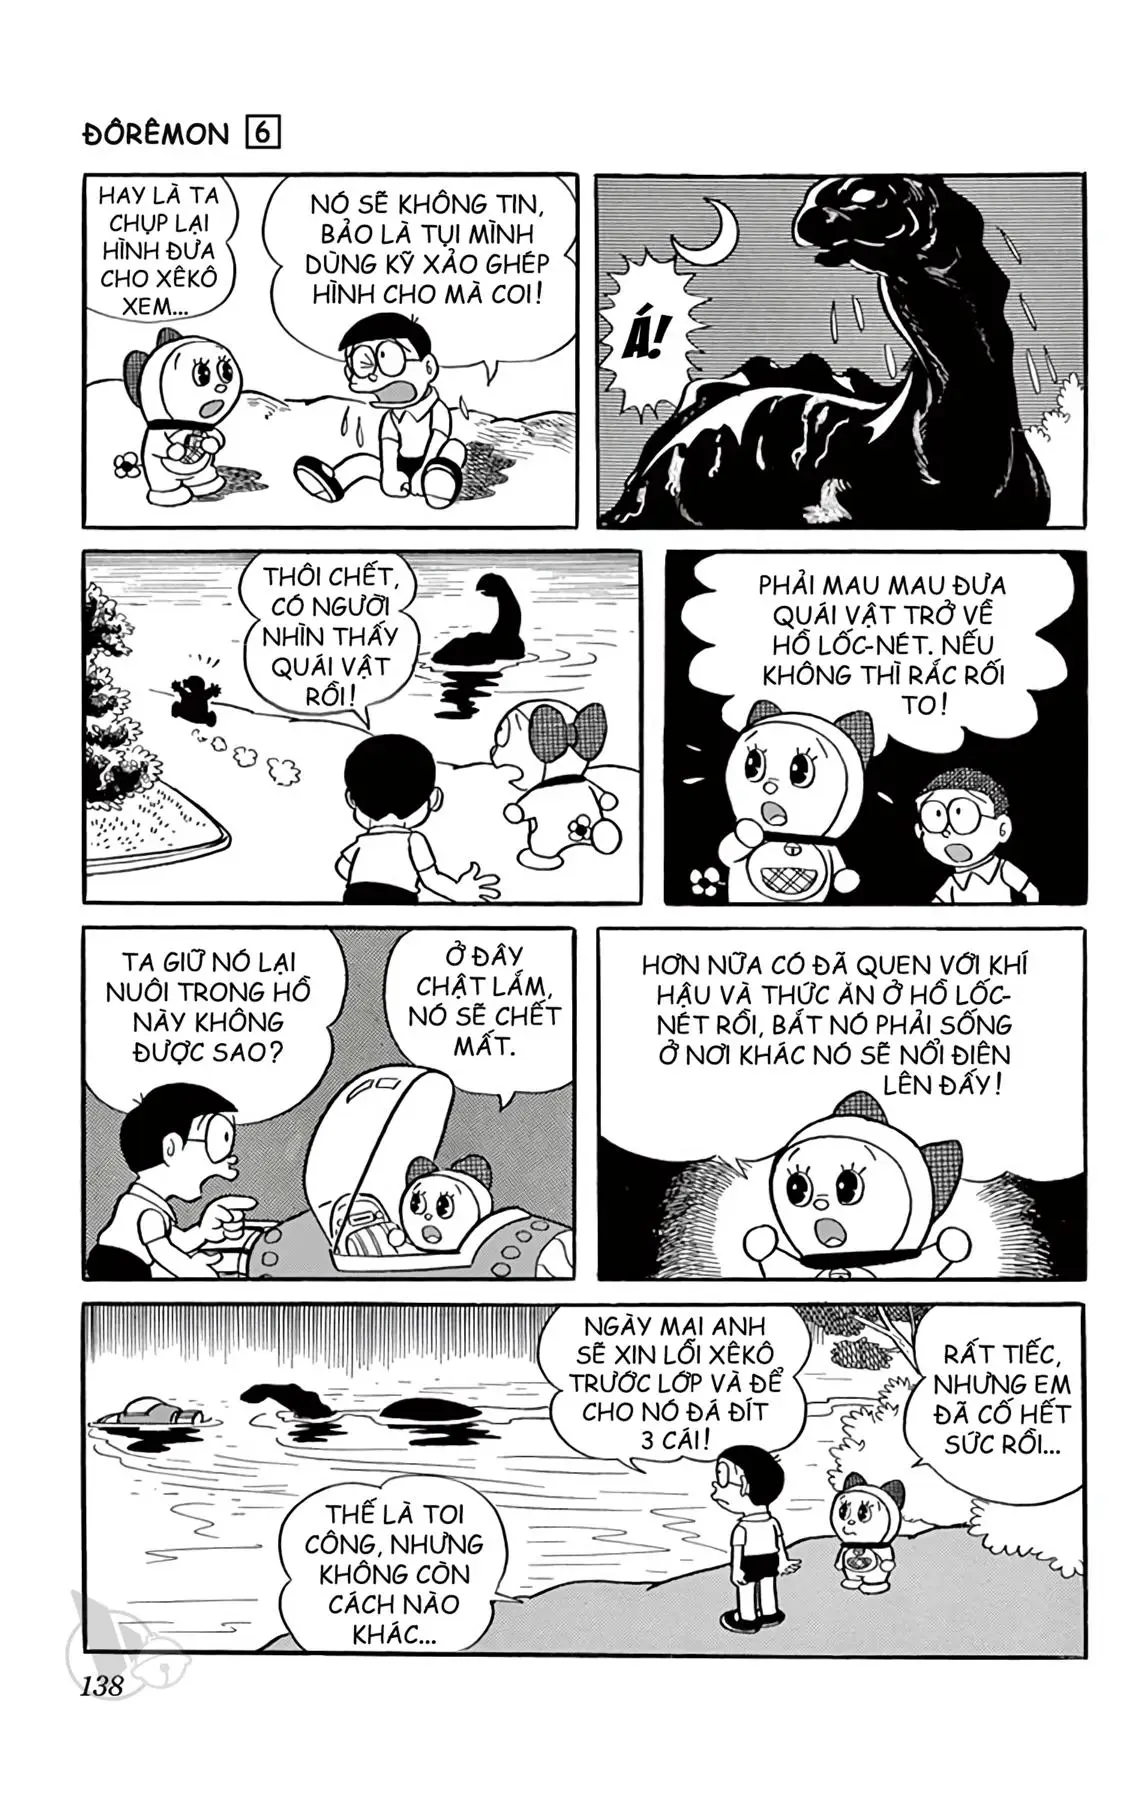 ĐÔRÊMON 6
HAY LÀ TA
CHỤP LẠI
HÌNH ĐƯA
CHO XÊKÔ
XEM...
NÓ SẼ KHÔNG TIN,
BẢO LÀ TỤI MÌNH
DÙNG KỸ XẢO GHÉP
HÌNH CHO MÀ COI!
Á!
THÔI CHẾT,
CÓ NGƯỜI
NHÌN THẤY
QUÁI VẬT
RỒI!
PHẢI MAU MAU ĐƯA
QUÁI VẬT TRỞ VỀ
HỒ LỐC-NÉT. NẾU
KHÔNG THÌ RẮC RỐI
TO!
TA GIỮ NÓ LẠI
NUÔI TRONG HỒ
NÀY KHÔNG
ĐƯỢC SAO?
Ở ĐÂY
CHẬT LẮM,
NÓ SẼ CHẾT
MẤT.
HƠN NỮA CÓ ĐÃ QUEN VỚI KHÍ
HẬU VÀ THỨC ĂN Ở HỒ LỐC-
NÉT RỒI, BẮT NÓ PHẢI SỐNG
Ở NƠI KHÁC NÓ SẼ NỔI ĐIÊN
LÊN ĐẤY!
NGÀY MAI ANH
SẼ XIN LỖI XÊKÔ
TRƯỚC LỚP VÀ ĐỂ
CHO NÓ ĐÁ ĐÍT
3 CÁI!
RẤT TIẾC,
NHƯNG EM
ĐÃ CỐ HẾT
SỨC RỒI...
THẾ LÀ TOI
CÔNG, NHƯNG
KHÔNG CÒN
CÁCH NÀO
KHÁC...
138